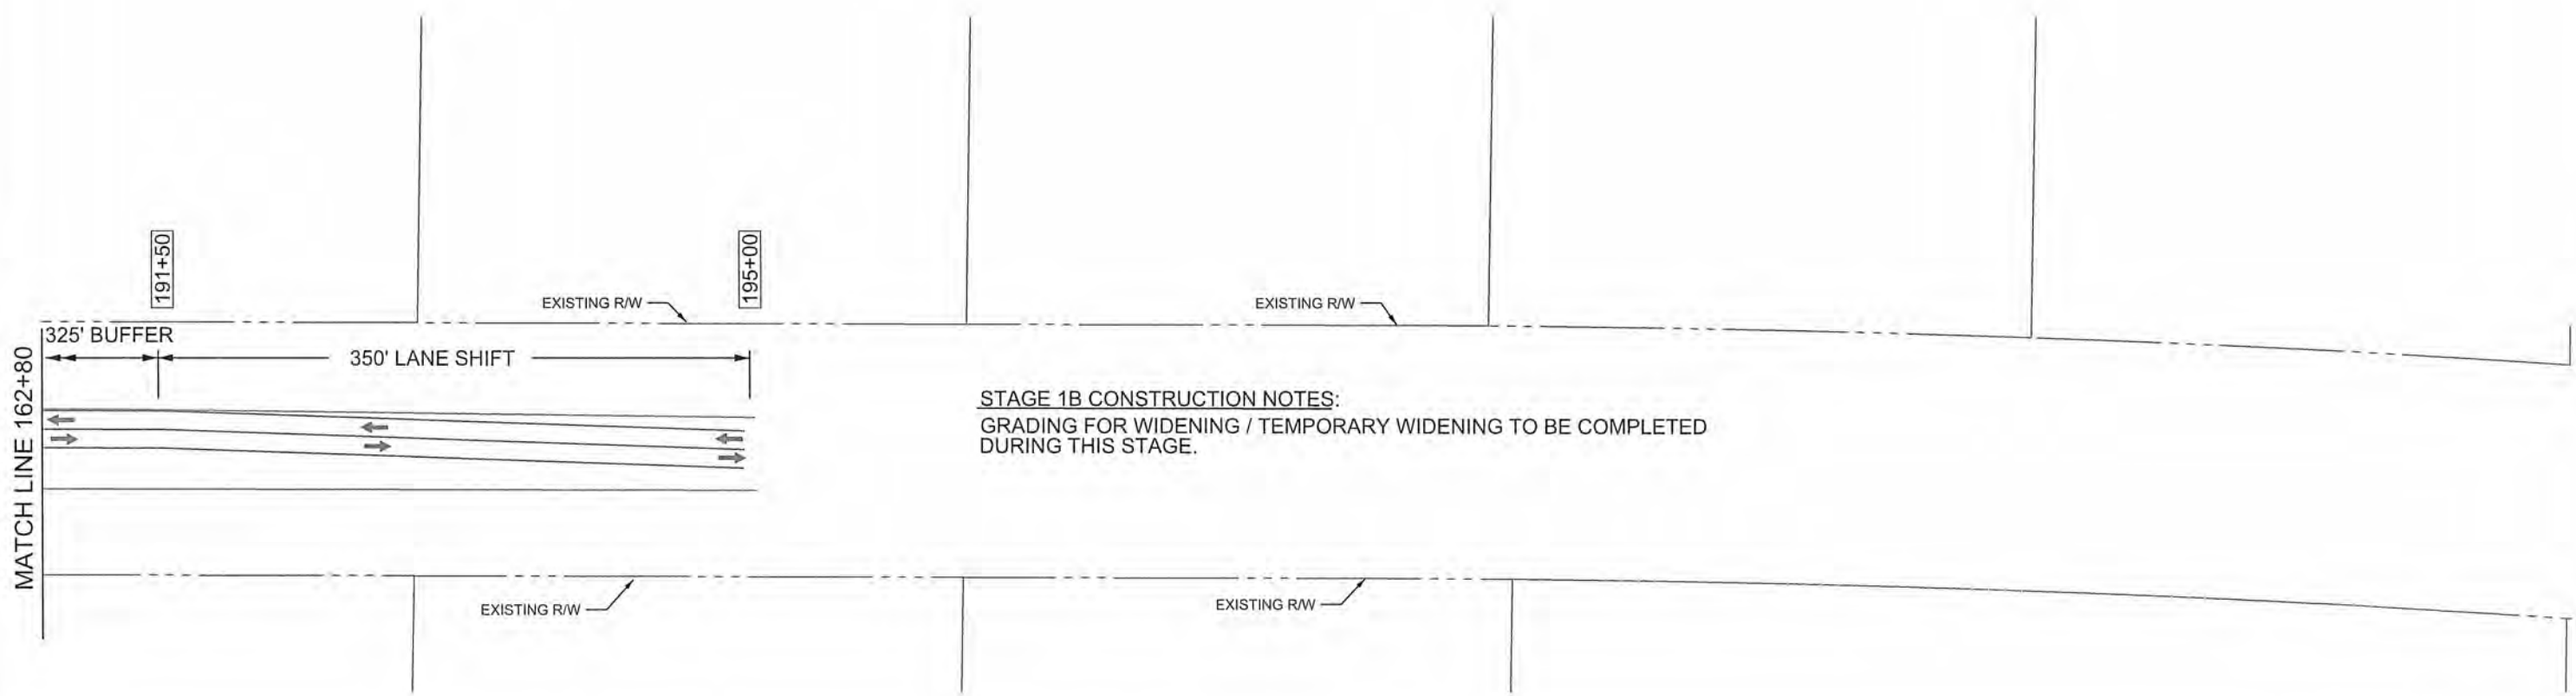 191+50
195+00
EXISTING R/W
EXISTING R/W
325' BUFFER
350' LANE SHIFT
MATCH LINE 162+80
STAGE 1B CONSTRUCTION NOTES:
GRADING FOR WIDENING / TEMPORARY WIDENING TO BE COMPLETED
DURING THIS STAGE.
EXISTING R/W
EXISTING R/W